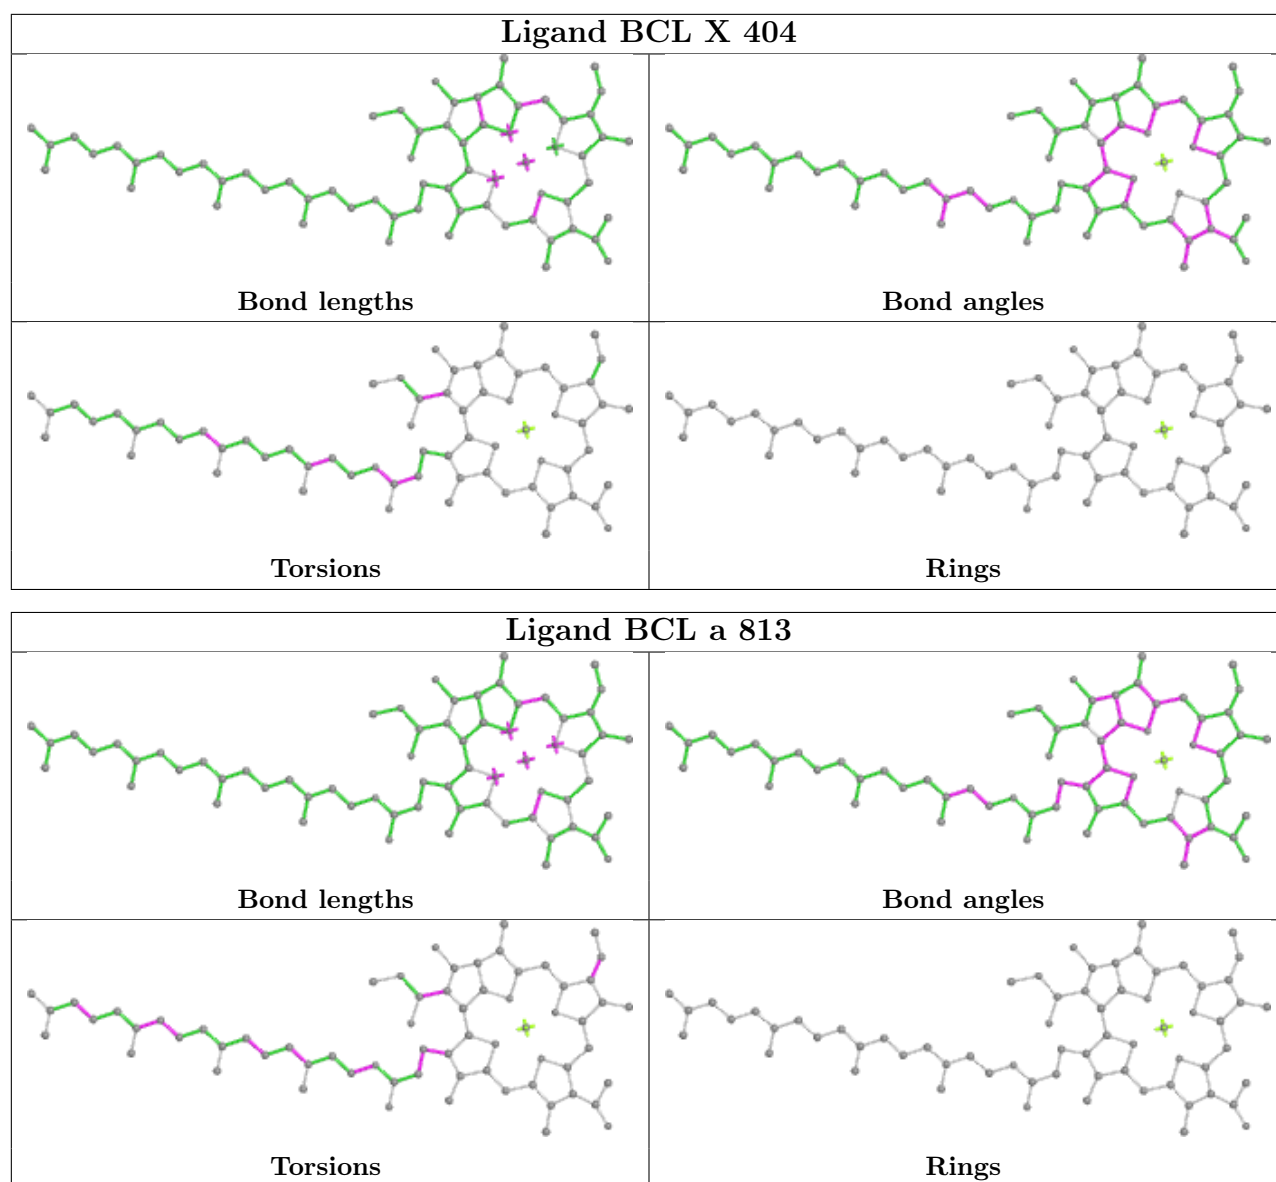 Ligand BCL X 404
Bond lengths
Bond angles
Torsions
Rings
Ligand BCL a 813
Bond lengths
Bond angles
Torsions
Rings